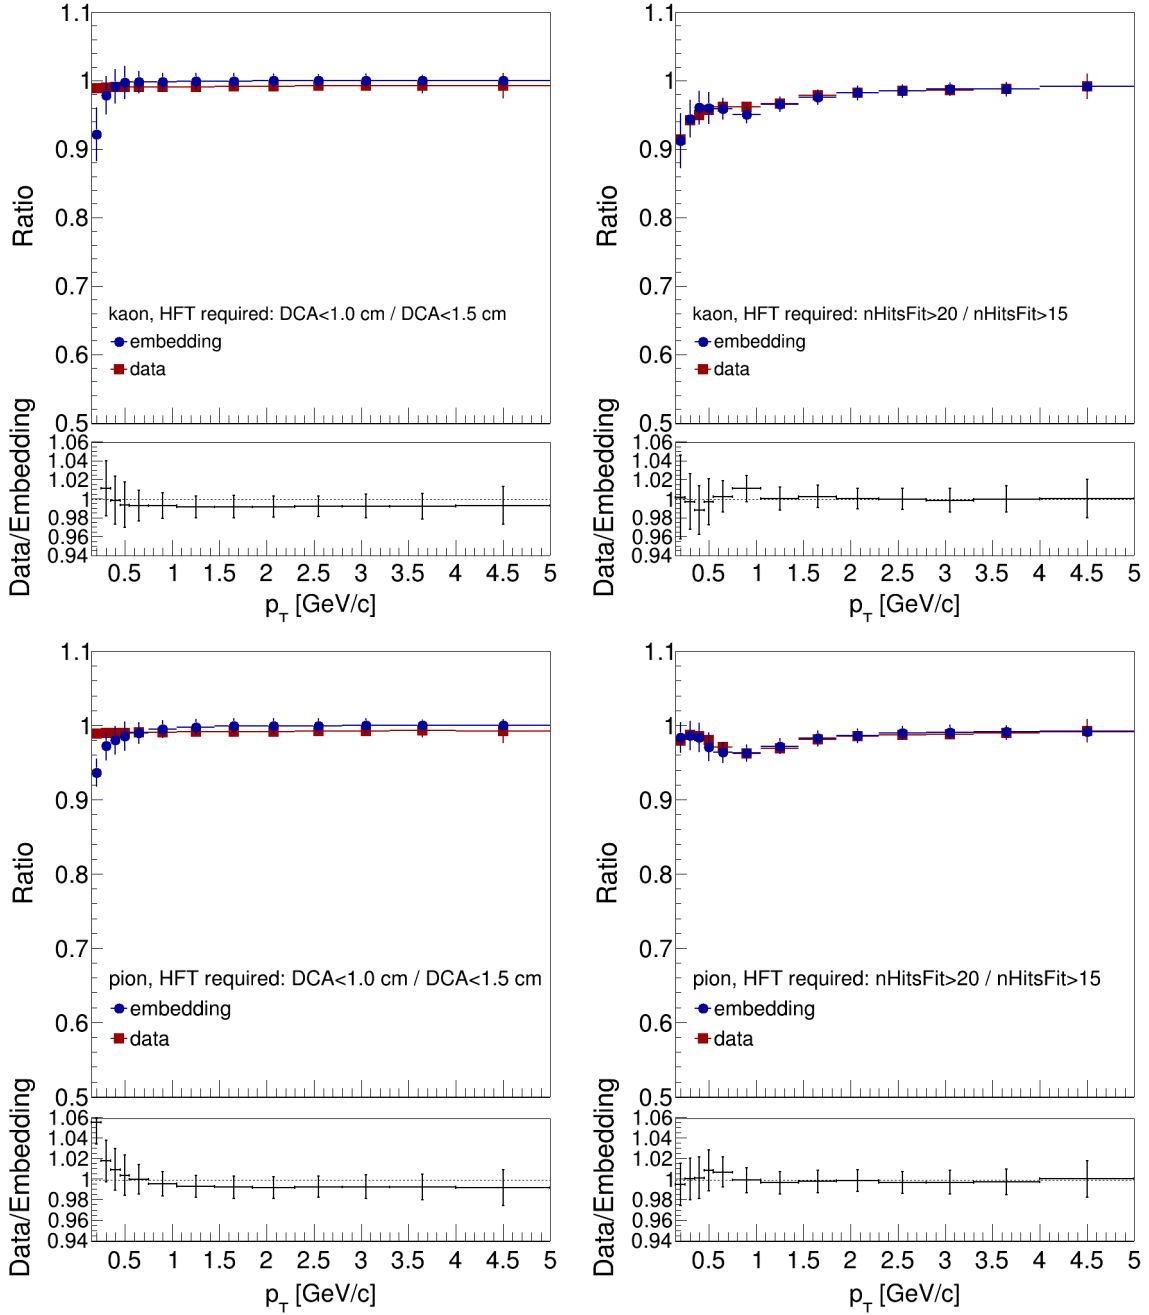 1.1
1
0.9
0.8
0.7
0.6
0.5
Ratio
kaon, HFT required: DCA<1.0 cm / DCA<1.5 cm
embedding
data
1.06
1.04
1.02
1
0.98
0.96
0.94
Data/Embedding
0.5 1 1.5 2 2.5 3 3.5 4 4.5 5
pT [GeV/c]
1.1
1
0.9
0.8
0.7
0.6
0.5
Ratio
kaon, HFT required: nHitsFit>20 / nHitsFit>15
embedding
data
1.06
1.04
1.02
1
0.98
0.96
0.94
Data/Embedding
0.5 1 1.5 2 2.5 3 3.5 4 4.5 5
pT [GeV/c]
1.1
1
0.9
0.8
0.7
0.6
0.5
Ratio
pion, HFT required: DCA<1.0 cm / DCA<1.5 cm
embedding
data
1.06
1.04
1.02
1
0.98
0.96
0.94
Data/Embedding
0.5 1 1.5 2 2.5 3 3.5 4 4.5 5
pT [GeV/c]
1.1
1
0.9
0.8
0.7
0.6
0.5
Ratio
pion, HFT required: nHitsFit>20 / nHitsFit>15
embedding
data
1.06
1.04
1.02
1
0.98
0.96
0.94
Data/Embedding
0.5 1 1.5 2 2.5 3 3.5 4 4.5 5
pT [GeV/c]